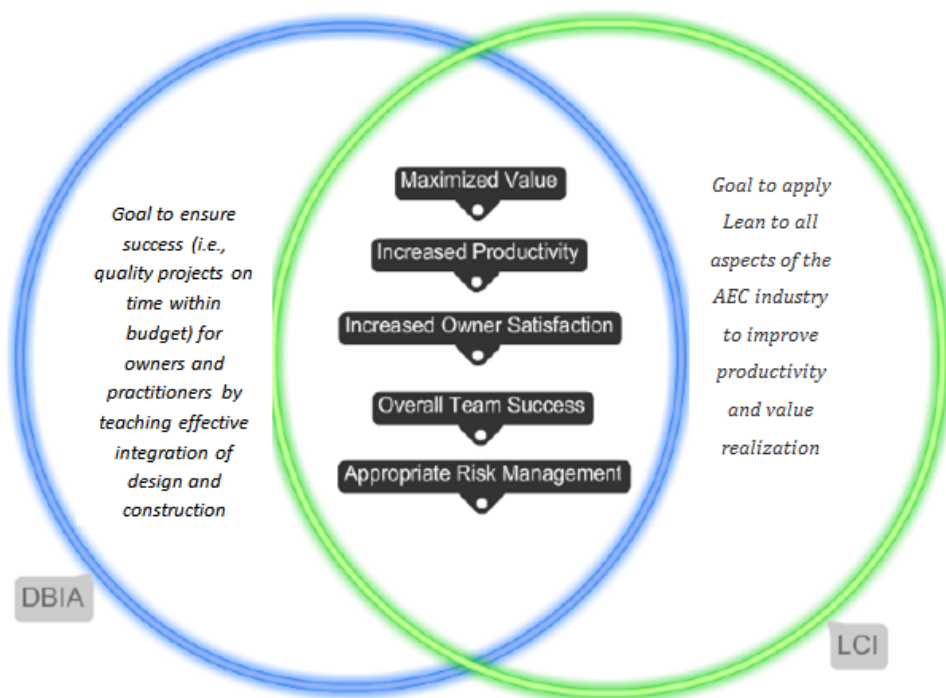 Goal to ensure
success (i.e.,
quality projects on
time within
budget) for
owners and
practitioners by
teaching effective
integration of
design and
construction
Maximized Value
Increased Productivity
Increased Owner Satisfaction
Overall Team Success
Appropriate Risk Management
Goal to apply
Lean to all
aspects of the
AEC industry
to improve
productivity
and value
realization
DBIA
LCI